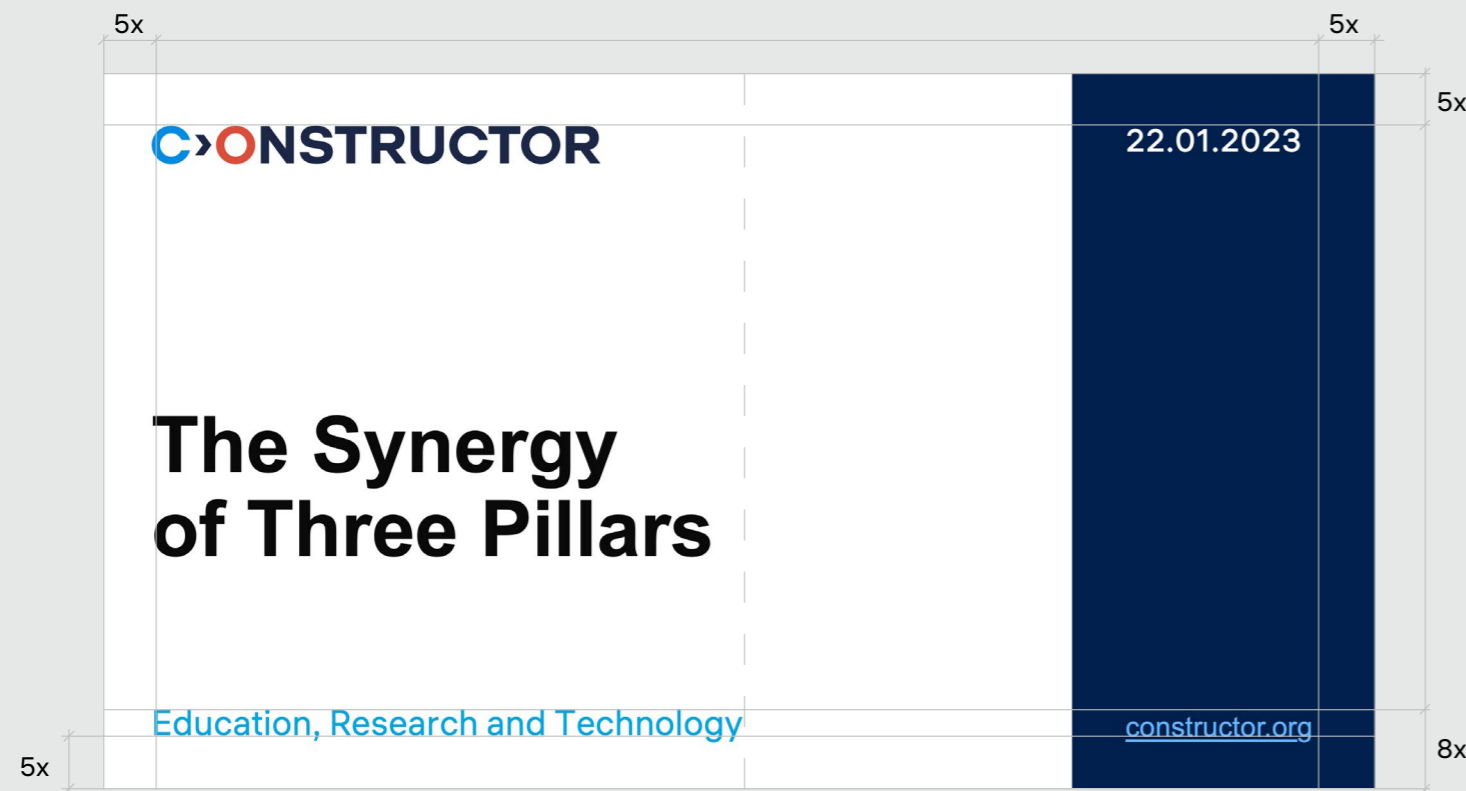 5x
5x
5x
C›ONSTRUCTOR
22.01.2023
The Synergy
of Three Pillars
Education, Research and Technology
constructor.org
5x
8x